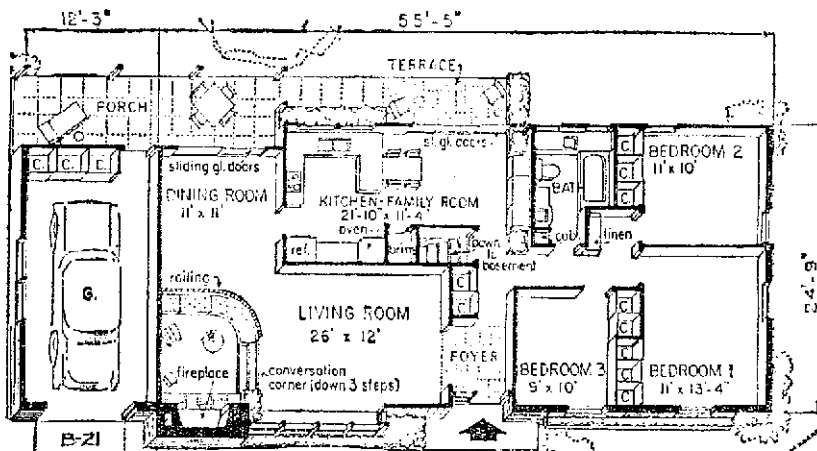 12'-3" 55'-5"
TERRACE
PORCH
C. C. C.
sliding gl. doors
sl. gl. doors
DINING ROOM
11' x 11'
KITCHEN-FAMILY ROOM
21'-10" x 11'-4"
oven
ref.
brm
down
to
basement
BATH
cub.
linen
C
C
C
BEDROOM 2
11' x 10'
24'-9"
railing
G.
LIVING ROOM
26' x 12'
C
C
FOYER
fireplace
conversation
corner (down 3 steps)
BEDROOM 3
9' x 10'
C
C
C
C
C
BEDROOM 1
11' x 13'-4"
B-21